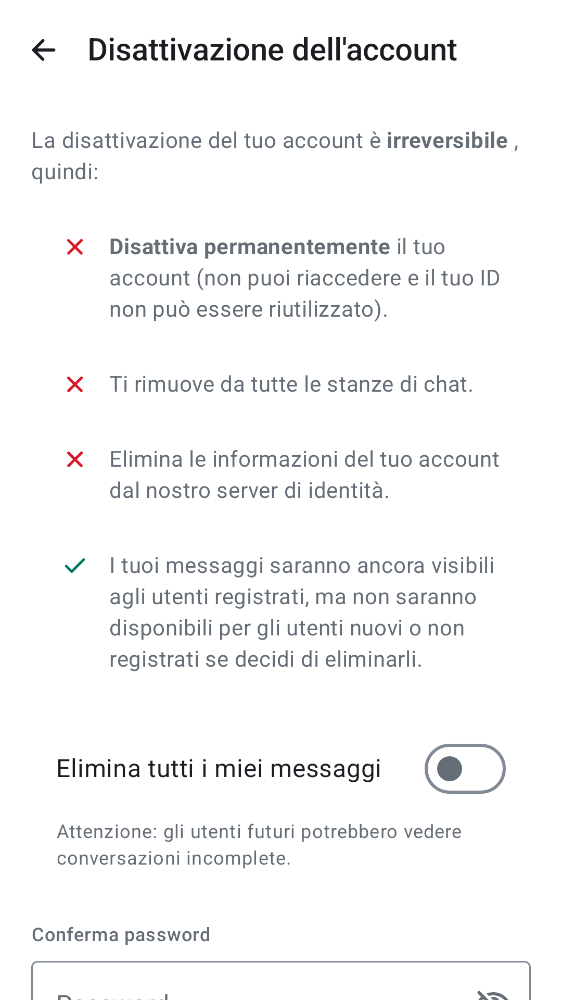 Disattivazione dell'account
La disattivazione del tuo account è irreversibile ,
quindi:
Disattiva permanentemente il tuo
account (non puoi riaccedere e il tuo ID
non può essere riutilizzato).
Ti rimuove da tutte le stanze di chat.
Elimina le informazioni del tuo account
dal nostro server di identità.
I tuoi messaggi saranno ancora visibili
agli utenti registrati, ma non saranno
disponibili per gli utenti nuovi o non
registrati se decidi di eliminarli.
Elimina tutti i miei messaggi
Attenzione: gli utenti futuri potrebbero vedere
conversazioni incomplete.
Conferma password
Password